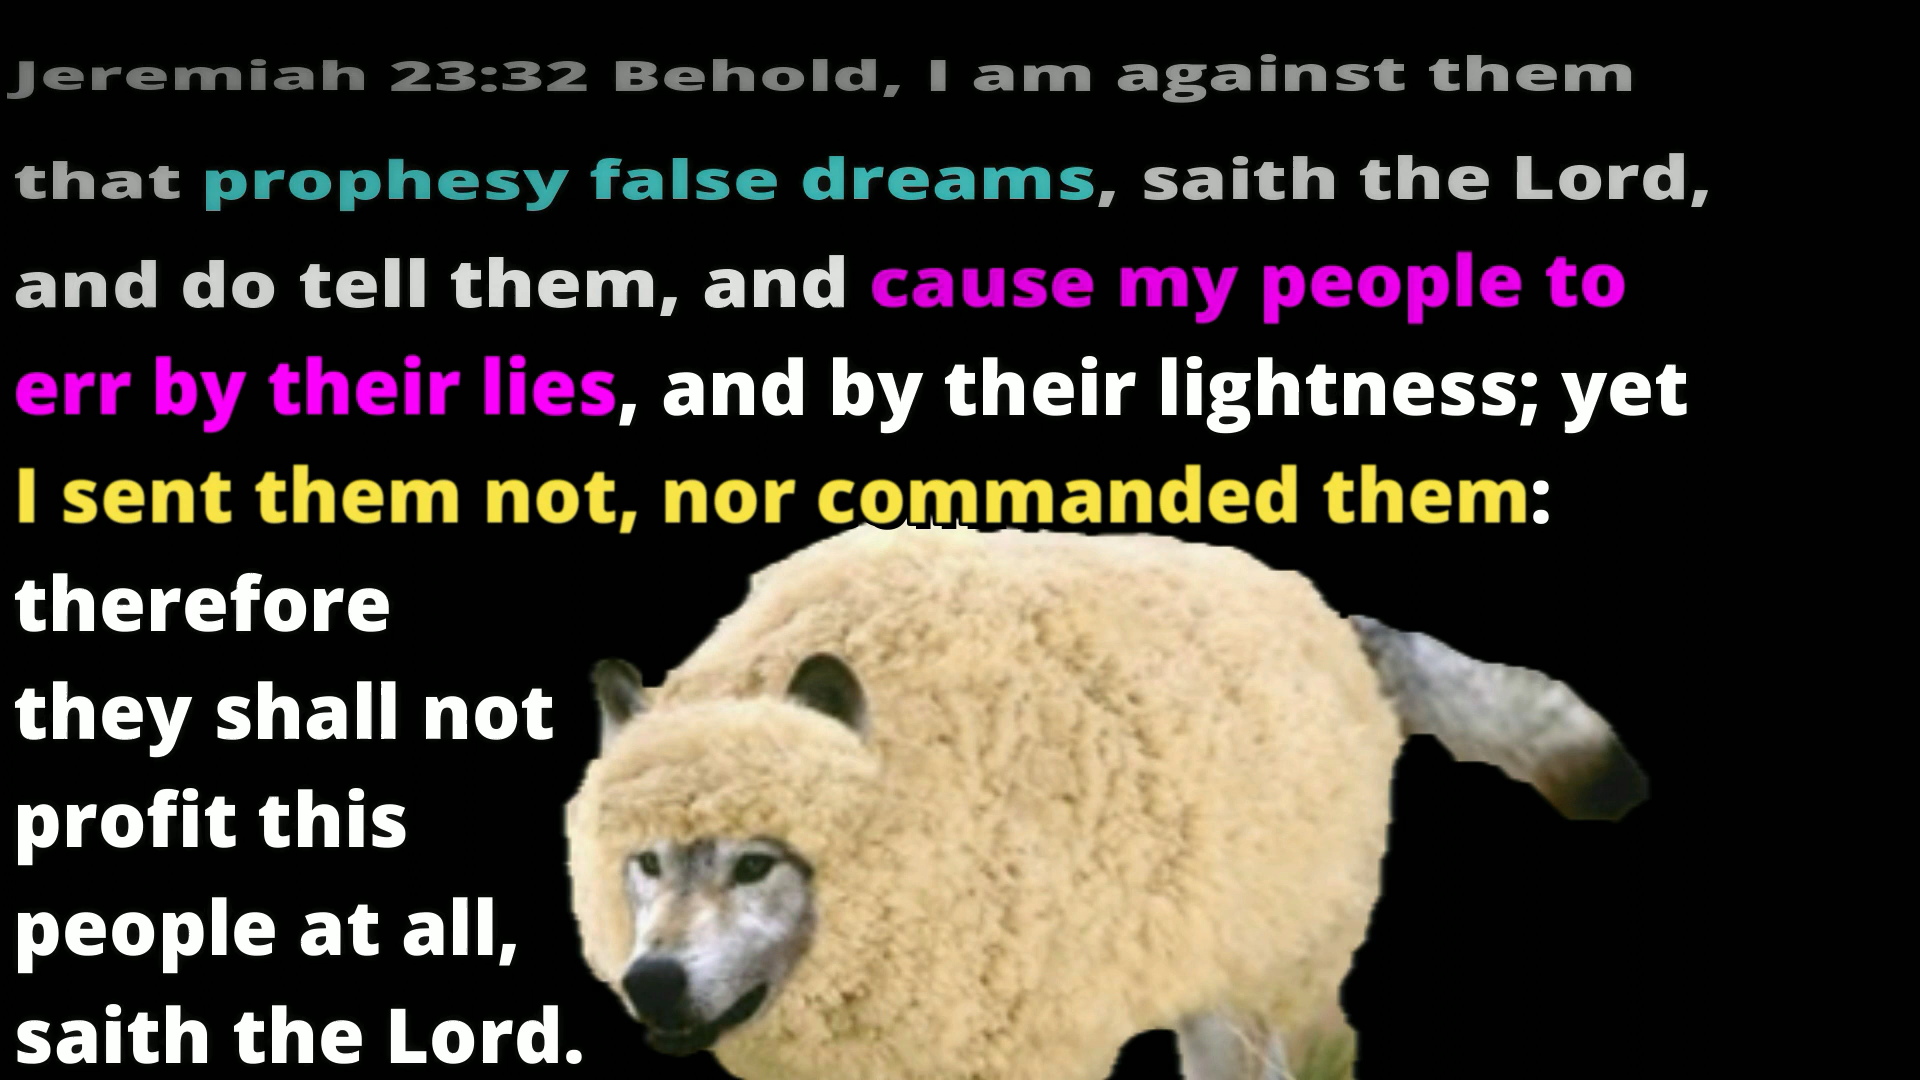 Jeremiah 23:32 Behold, I am against them
that prophesy false dreams, saith the Lord,
and do tell them, and cause my people to
err by their lies, and by their lightness; yet
I sent them not, nor commanded them:
therefore
they shall not
profit this
people at all,
saith the Lord.